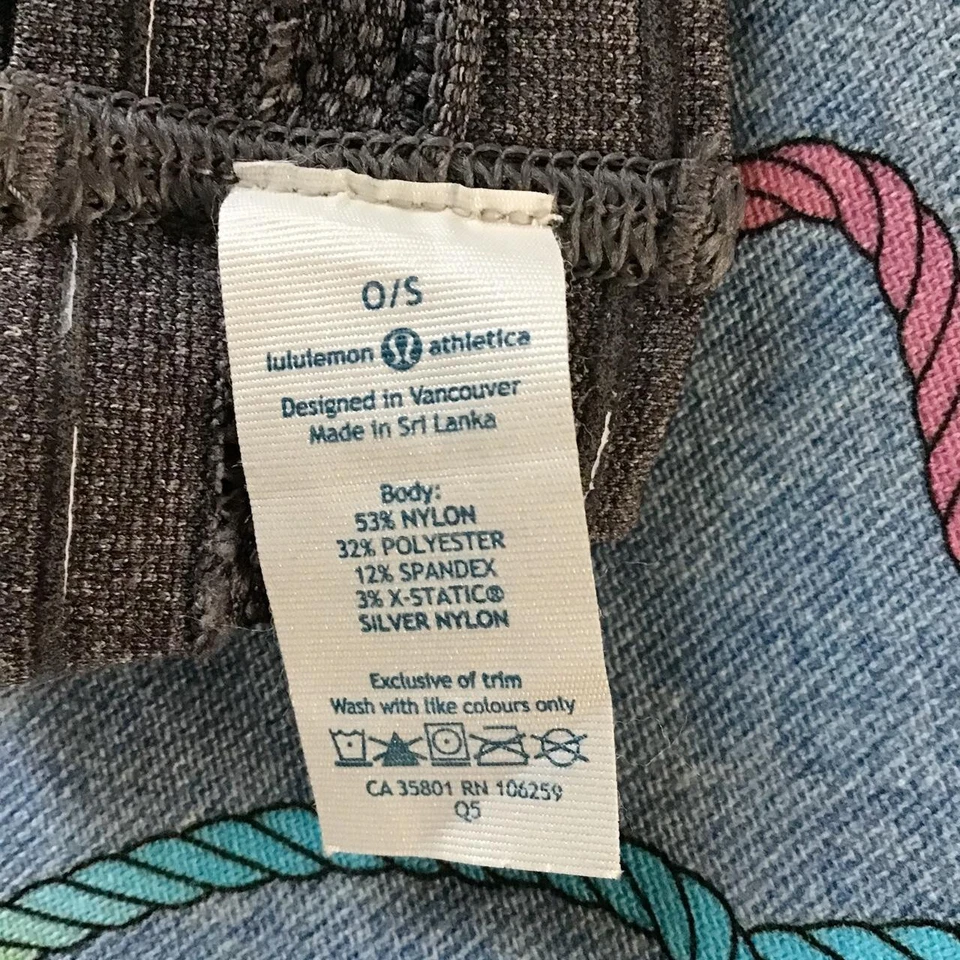 O/S
lululemon athletica
Designed in Vancouver
Made in Sri Lanka
Body:
53% NYLON
32% POLYESTER
12% SPANDEX
3% X-STATIC®
SILVER NYLON
Exclusive of trim
Wash with like colours only
CA 35801 RN 106259
Q5